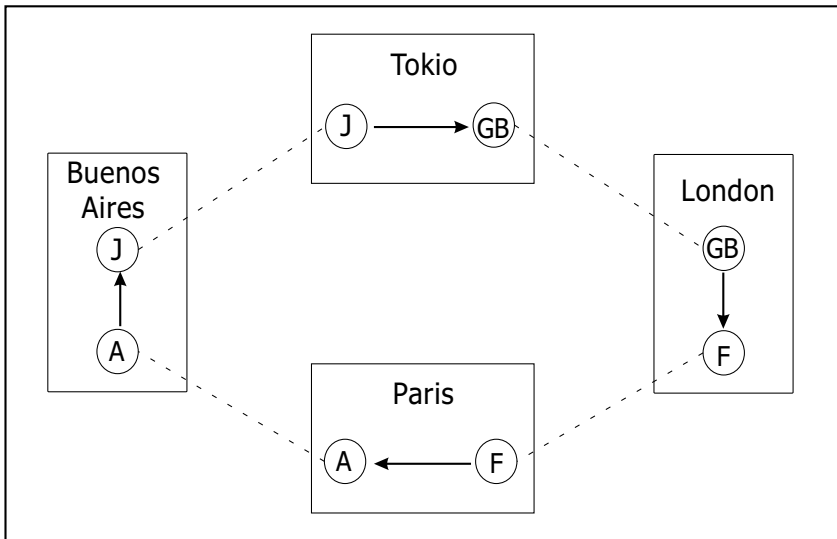 Tokio
J
GB
Buenos
Aires
J
A
London
GB
F
Paris
A
F